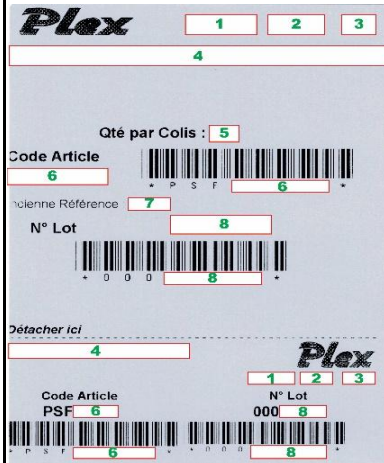 Plex 1 2 3
4
Qté par Colis : 5
Code Article
6
* P S F 6 *
ncienne Référence 7
8
N° Lot
* 0 0 0 8 *
Détacher ici
4
Plex
1 2 3
Code Article N° Lot
PSF 6 000 8
* P S F 6 * * 0 0 0 8 *